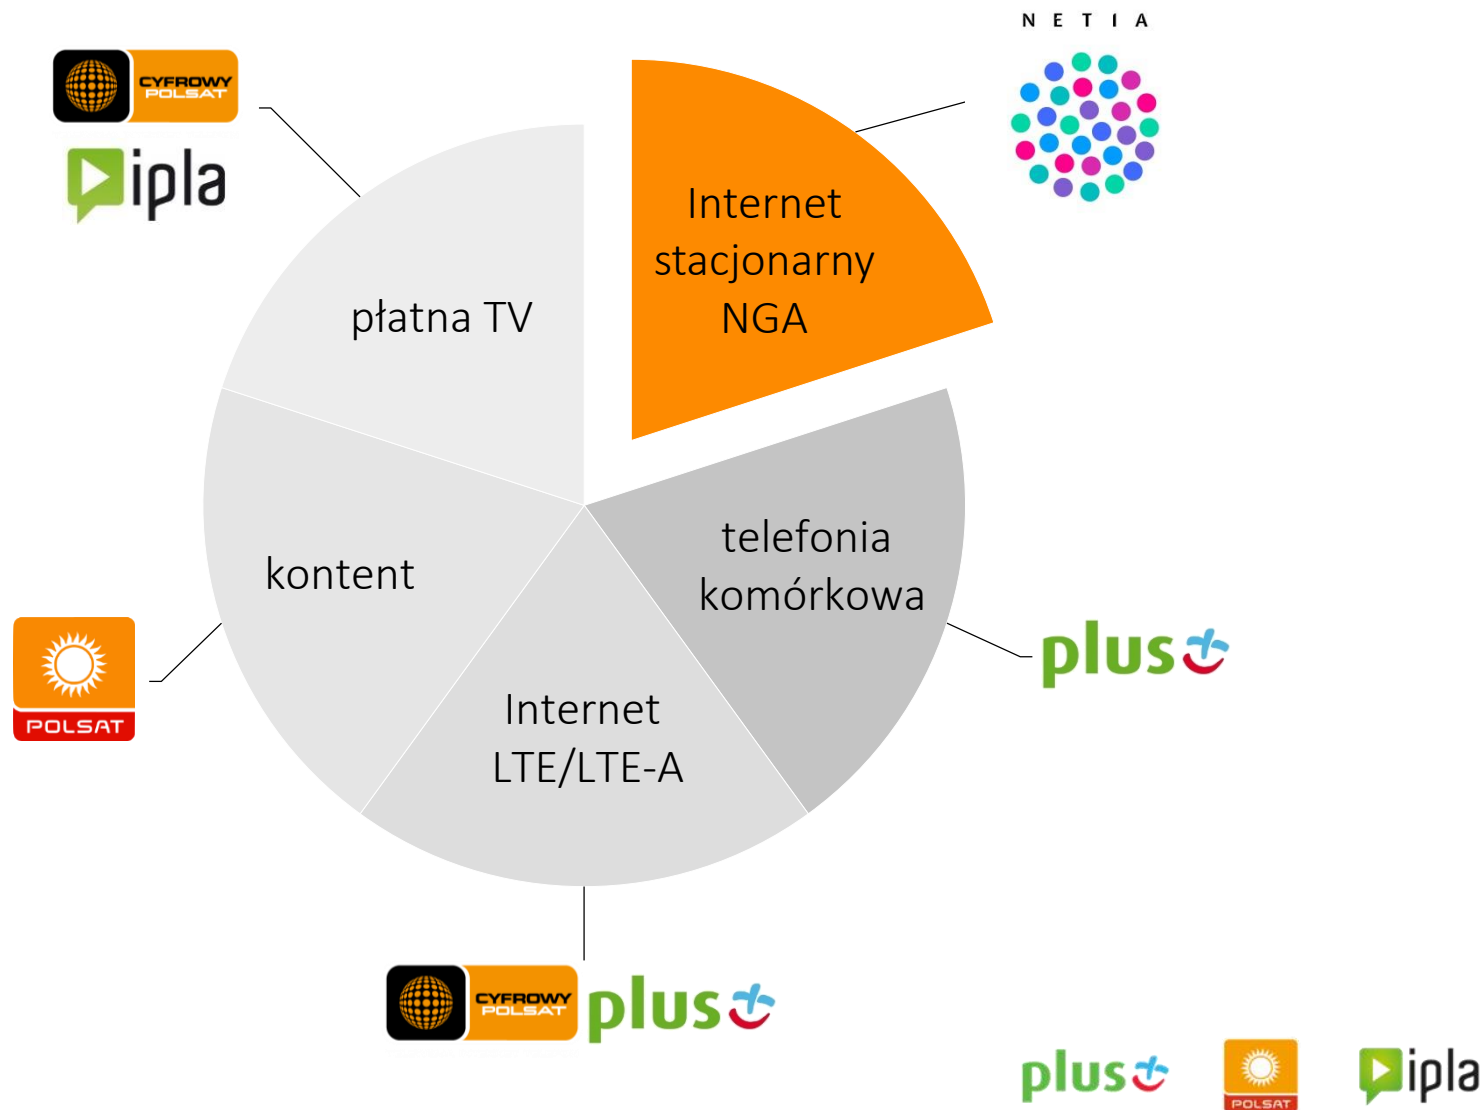 NETIA
CYFROWY
POLSAT
ipla
Internet
stacjonarny
NGA
płatna TV
telefonia
komórkowa
kontent
plus
POLSAT
Internet
LTE/LTE-A
CYFROWY
POLSAT
plus
plus
POLSAT
ipla